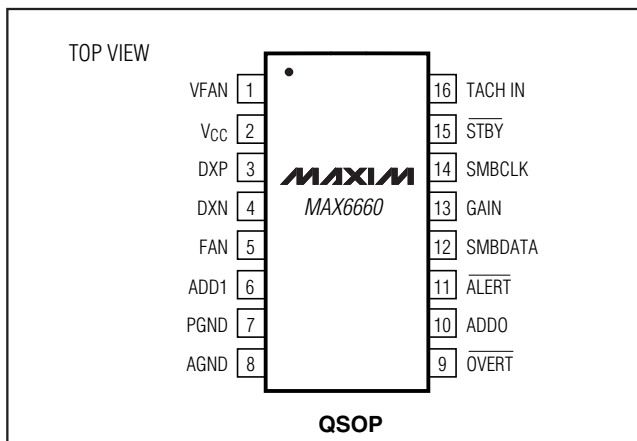 TOP VIEW
VFAN 1
VCC 2
DXP 3
DXN 4
FAN 5
ADD1 6
PGND 7
AGND 8
MAXIM
MAX6660
16 TACH IN
15 STBY
14 SMBCLK
13 GAIN
12 SMBDATA
11 ALERT
10 ADD0
9 OVERT
QSOP